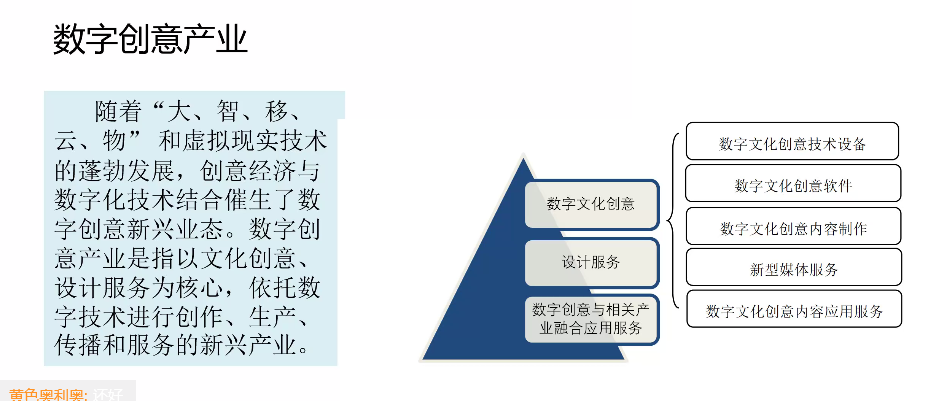 数字创意产业
随着“大、智、移、
云、物” 和虚拟现实技术
的蓬勃发展，创意经济与
数字化技术结合催生了数
字创意新兴业态。数字创
意产业是指以文化创意、
设计服务为核心，依托数
字技术进行创作、生产、
传播和服务的新兴产业。
数字文化创意
设计服务
数字创意与相关产
业融合应用服务
数字文化创意技术设备
数字文化创意软件
数字文化创意内容制作
新型媒体服务
数字文化创意内容应用服务
黄色奥利奥: 还好